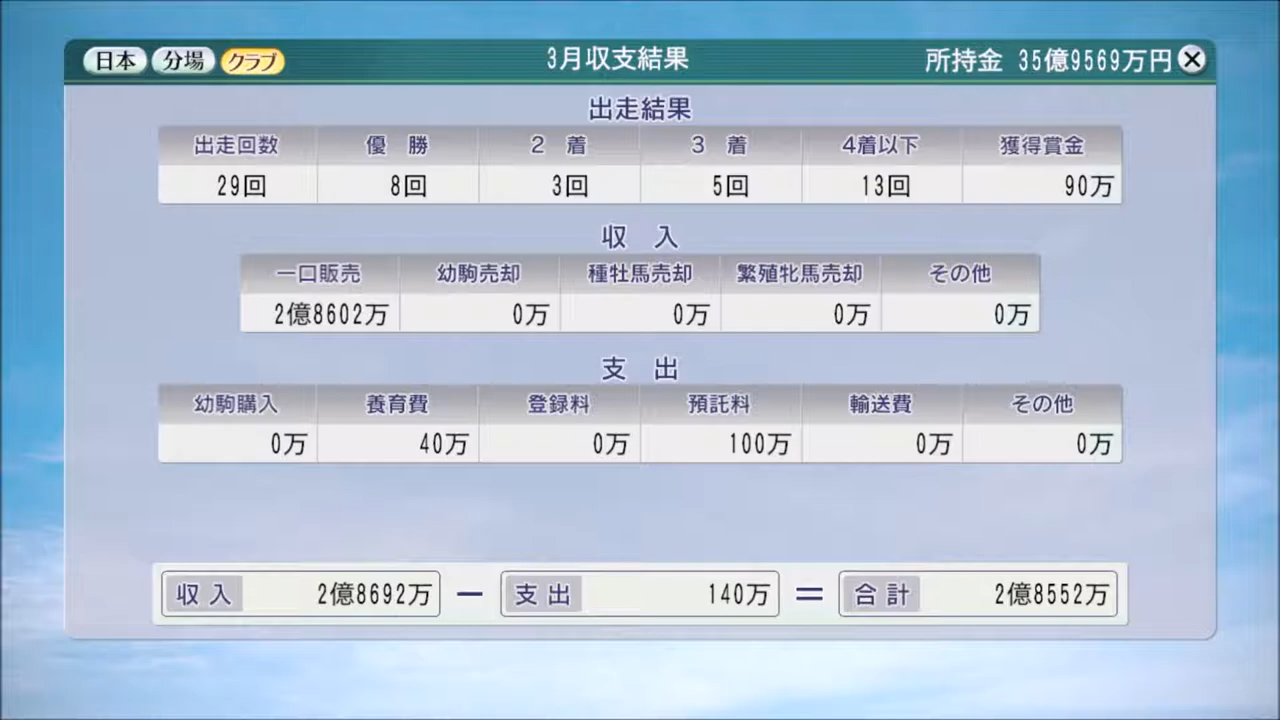 日本 分場 クラブ 3月収支結果 所持金 35億9569万円
出走結果
出走回数 優 勝 2 着 3 着 4着以下 獲得賞金
29回 8回 3回 5回 13回 90万
収 入
一口販売 幼駒売却 種牡馬売却 繁殖牝馬売却 その他
2億8602万 0万 0万 0万 0万
支 出
幼駒購入 養育費 登録料 預託料 輸送費 その他
0万 40万 0万 100万 0万 0万
収 入 2億8692万 － 支 出 140万 ＝ 合 計 2億8552万